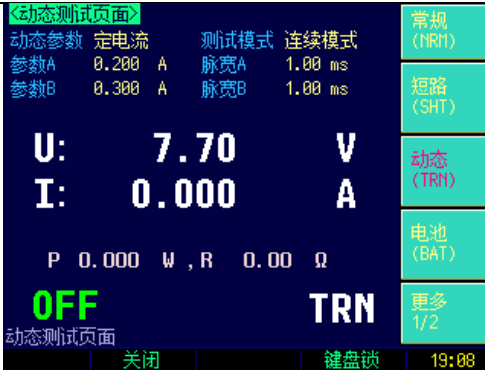 <动态测试页面>
动态参数 定电流 测试模式 连续模式
参数A 0.200 A 脉宽A 1.00 ms
参数B 0.300 A 脉宽B 1.00 ms
U: 7.70 V
I: 0.000 A
P 0.000 W ,R 0.00 Ω
OFF TRN
动态测试页面
关闭 键盘锁 19:08
常规
(NRM)
短路
(SHT)
动态
(TRN)
电池
(BAT)
更多
1/2